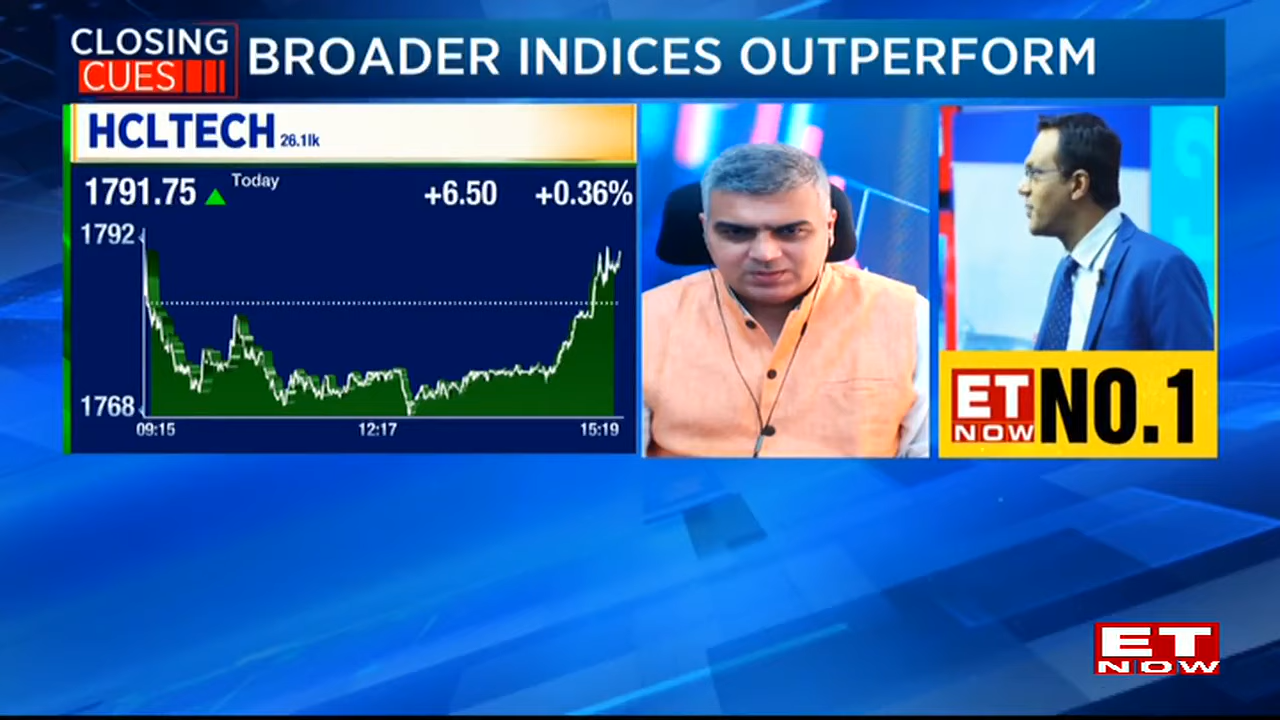 CLOSING
CUES
BROADER INDICES OUTPERFORM
HCLTECH 26.1lk
1791.75 Today +6.50 +0.36%
1792
1768
09:15 12:17 15:19
ET
NOW
NO.1
ET
NOW